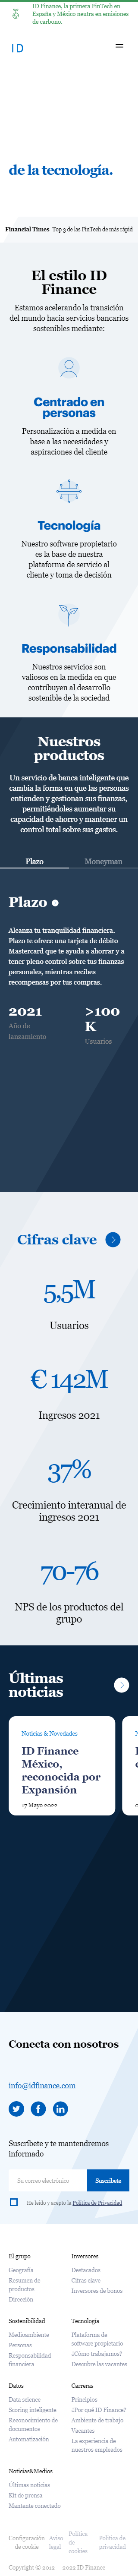 ID Finance, la primera FinTech en
España y México neutra en emisiones
de carbono.
ID
de la tecnología.
Financial Times Top 3 de las FinTech de más rápid
El estilo ID
Finance
Estamos acelerando la transición
del mundo hacia servicios bancarios
sostenibles mediante:
Centrado en
personas
Personalización a medida en
base a las necesidades y
aspiraciones del cliente
Tecnología
Nuestro software propietario
es la base de nuestra
plataforma de servicio al
cliente y toma de decisión
Responsabilidad
Nuestros servicios son
valiosos en la medida en que
contribuyen al desarrollo
sostenible de la sociedad
Nuestros
productos
Un servicio de banca inteligente que
cambia la forma en que las personas
entienden y gestionan sus finanzas,
permitiéndoles aumentar su
capacidad de ahorro y mantener un
control total sobre sus gastos.
Plazo Moneyman
Plazo
Alcanza tu tranquilidad financiera.
Plazo te ofrece una tarjeta de débito
Mastercard que te ayuda a ahorrar y a
tener planificadas tus finanzas
personales, mientras recibes
recompensas por tus compras.
2021
Año de
lanzamiento
>100
K
Usuarios
Cifras clave
5,5M
Usuarios
€ 142M
Ingresos 2021
37%
Crecimiento interanual de
ingresos 2021
70-76
NPS de los productos del
grupo
Últimas
noticias
Noticias & Novedades
ID Finance
México,
reconocida por
Expansión
17 Mayo 2022
Conecta con nosotros
info@idfinance.com
Suscríbete y te mantendremos
informado
Su correo electrónico
Suscríbete
He leído y acepto la Política de Privacidad
El grupo
Geografía
Resumen de
productos
Dirección
Inversores
Destacados
Cifras clave
Inversores de bonos
Sostenibilidad
Medioambiente
Personas
Responsabilidad
financiera
Tecnología
Plataforma de
software propietario
¿Cómo trabajamos?
Descubre las vacantes
Datos
Data science
Scoring inteligente
Reconocimiento de
documentos
Automatización
Carreras
Principios
¿Por qué ID Finance?
Ambiente de trabajo
Vacantes
La experiencia de
nuestros empleados
Noticias&Medios
Últimas noticias
Kit de prensa
Mantente conectado
Configuración
de cookie
Aviso
legal
Política
de
cookies
Política de
privacidad
Copyright © 2012 — 2022 ID Finance